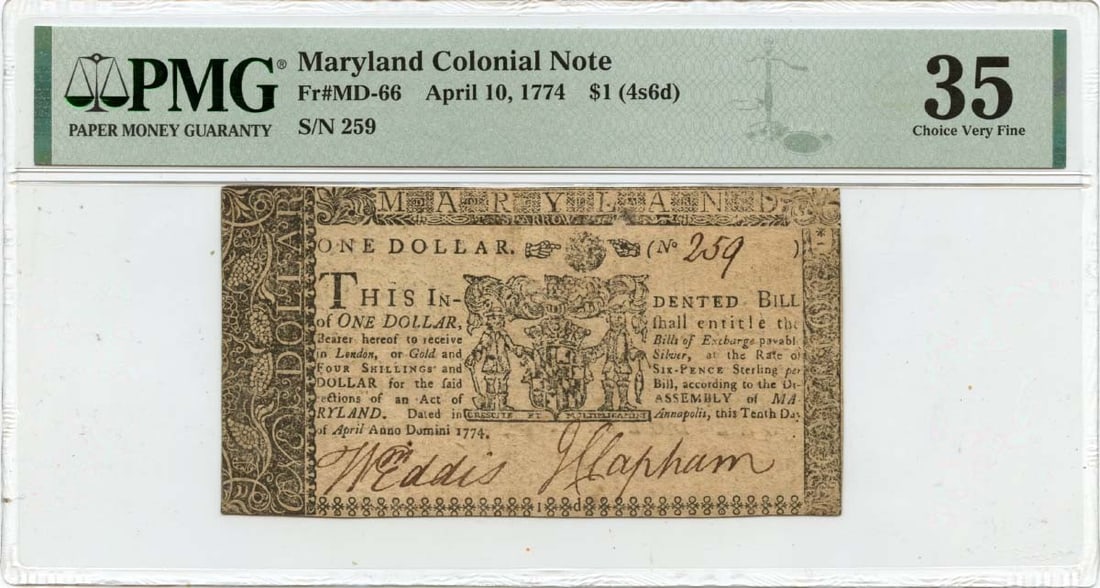 PMG®
PAPER MONEY GUARANTY
Maryland Colonial Note
Fr#MD-66 April 10, 1774 $1 (4s6d)
S/N 259
35
Choice Very Fine
MARYLAND
SPARROW
ONE DOLLAR. (No 259 )
DOLLAR
THIS IN- DENTED BILL
of ONE DOLLAR, ſhall entitle the
Bearer hereof to receive Bills of Exchange payabl
in London, or Gold and Silver, at the Rate of
FOUR SHILLINGS and SIX-PENCE Sterling per
DOLLAR for the ſaid Bill, according to the Di-
rections of an Act of ASSEMBLY of MA-
RYLAND. Dated in Annapolis, this Tenth Day
of April Anno Domini 1774.
CRESCITE ET MULTIPLICAMINI
Wm Eddis J Clapham
1 d